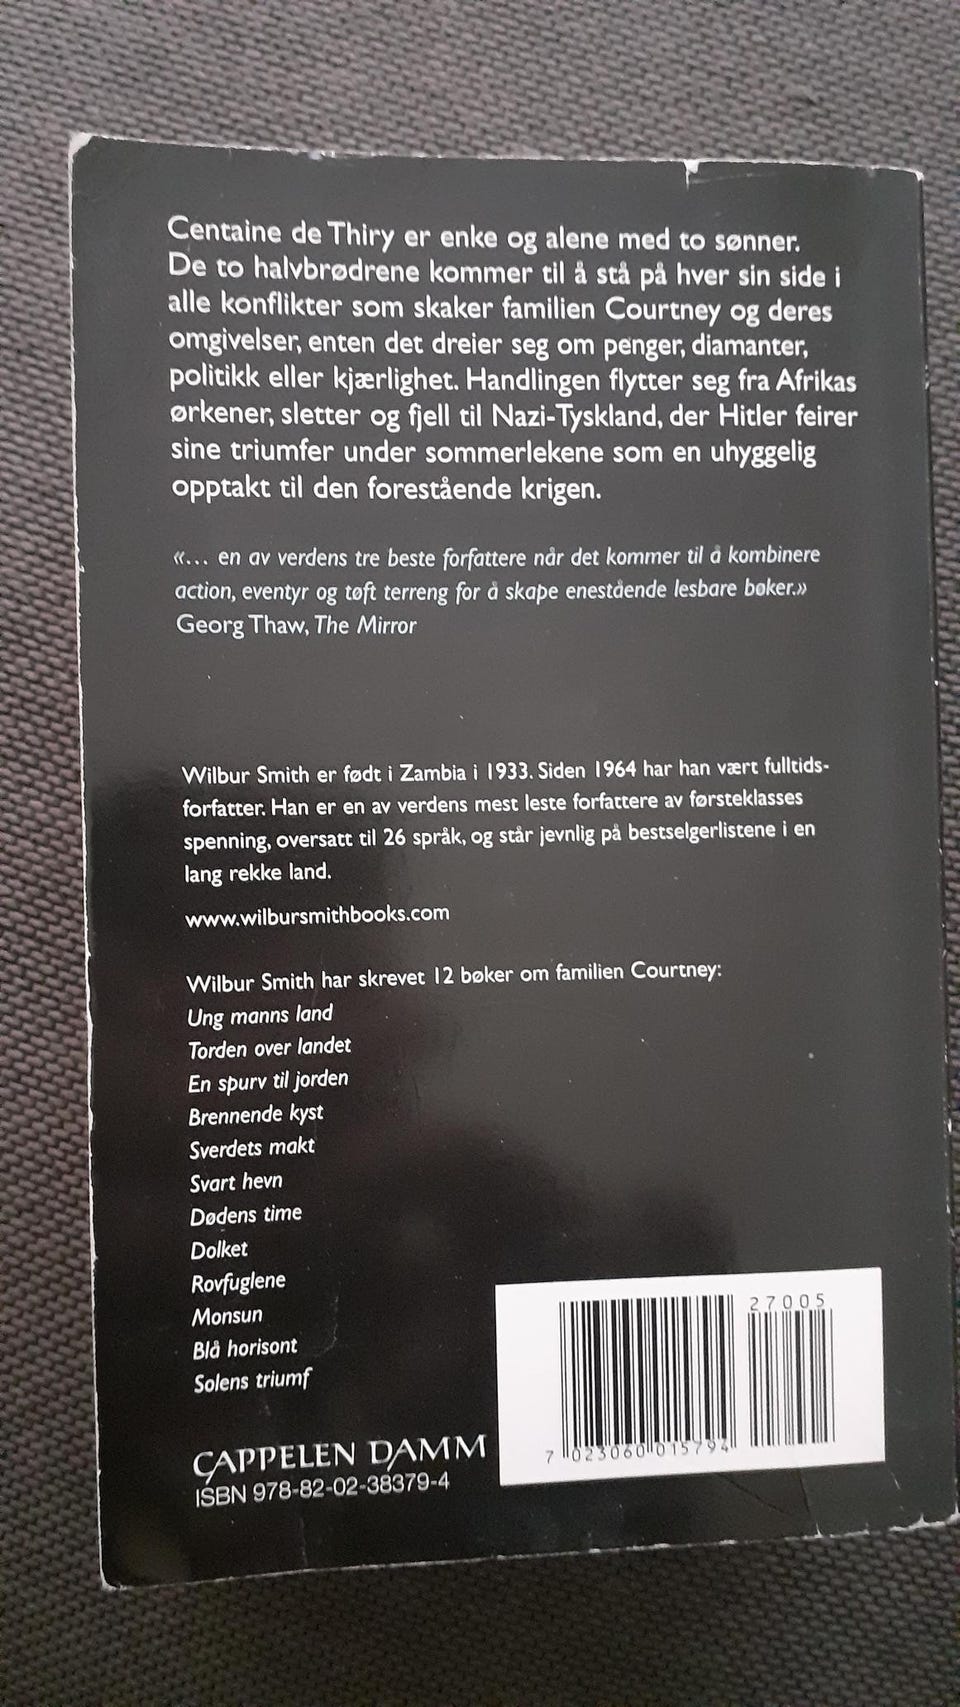 Centaine de Thiry er enke og alene med to sønner.
De to halvbrødrene kommer til å stå på hver sin side i
alle konflikter som skaker familien Courtney og deres
omgivelser, enten det dreier seg om penger, diamanter,
politikk eller kjærlighet. Handlingen flytter seg fra Afrikas
ørkener, sletter og fjell til Nazi-Tyskland, der Hitler feirer
sine triumfer under sommerlekene som en uhyggelig
opptakt til den forestående krigen.
«... en av verdens tre beste forfattere når det kommer til å kombinere
action, eventyr og tøft terreng for å skape enestående lesbare bøker.»
Georg Thaw, The Mirror
Wilbur Smith er født i Zambia i 1933. Siden 1964 har han vært fulltids-
forfatter. Han er en av verdens mest leste forfattere av førsteklasses
spenning, oversatt til 26 språk, og står jevnlig på bestselgerlistene i en
lang rekke land.
www.wilbursmithbooks.com
Wilbur Smith har skrevet 12 bøker om familien Courtney:
Ung manns land
Torden over landet
En spurv til jorden
Brennende kyst
Sverdets makt
Svart hevn
Dødens time
Dolket
Rovfuglene
Monsun
Blå horisont
Solens triumf
27005
7 023060 015794
CAPPELEN DAMM
ISBN 978-82-02-38379-4